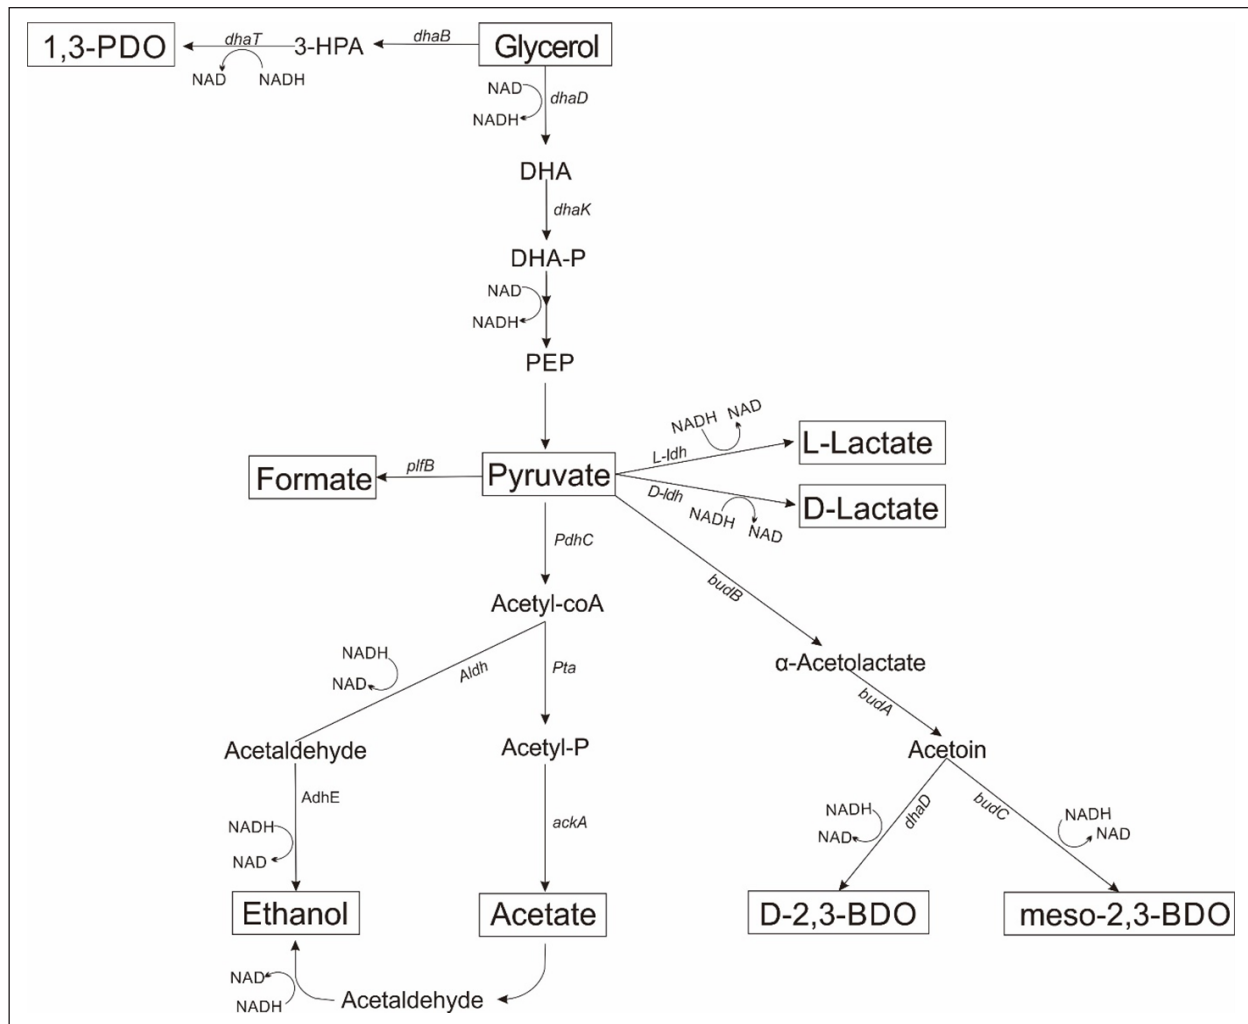 1,3-PDO
dhaT
3-HPA
dhaB
Glycerol
NAD
NADH
NAD
NADH
dhaD
DHA
dhaK
DHA-P
NAD
NADH
PEP
NADH
NAD
L-ldh
L-Lactate
Formate
plfB
Pyruvate
D-ldh
NADH
NAD
D-Lactate
PdhC
budB
Acetyl-coA
NADH
NAD
Aldh
Pta
α-Acetolactate
budA
Acetaldehyde
Acetyl-P
Acetoin
AdhE
NADH
NAD
ackA
NADH
NAD
dhaD
budC
NADH
NAD
Ethanol
Acetate
D-2,3-BDO
meso-2,3-BDO
NAD
NADH
Acetaldehyde